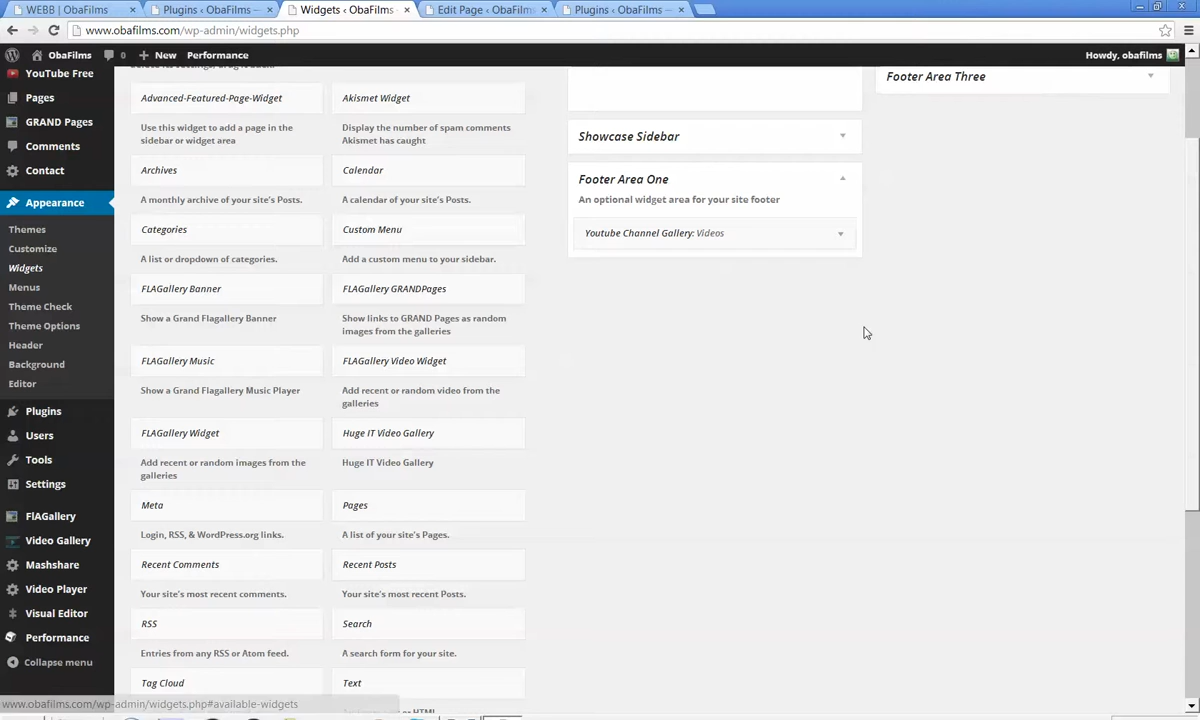 WEBB | ObaFilms
Plugins ‹ ObaFilms —
Widgets ‹ ObaFilms
Edit Page ‹ ObaFilms —
Plugins ‹ ObaFilms —
www.obafilms.com/wp-admin/widgets.php
ObaFilms
0
New
Performance
Howdy, obafilms
YouTube Free
Pages
GRAND Pages
Comments
Contact
Appearance
Themes
Customize
Widgets
Menus
Theme Check
Theme Options
Header
Background
Editor
Plugins
Users
Tools
Settings
FlAGallery
Video Gallery
Mashshare
Video Player
Visual Editor
Performance
Collapse menu
Advanced-Featured-Page-Widget
Use this widget to add a page in the
sidebar or widget area
Akismet Widget
Display the number of spam comments
Akismet has caught
Archives
A monthly archive of your site's Posts.
Calendar
A calendar of your site's Posts.
Categories
A list or dropdown of categories.
Custom Menu
Add a custom menu to your sidebar.
FLAGallery Banner
Show a Grand Flagallery Banner
FLAGallery GRANDPages
Show links to GRAND Pages as random
images from the galleries
FLAGallery Music
Show a Grand Flagallery Music Player
FLAGallery Video Widget
Add recent or random video from the
galleries
FLAGallery Widget
Add recent or random images from the
galleries
Huge IT Video Gallery
Huge IT Video Gallery
Meta
Login, RSS, & WordPress.org links.
Pages
A list of your site's Pages.
Recent Comments
Your site's most recent comments.
Recent Posts
Your site's most recent Posts.
RSS
Entries from any RSS or Atom feed.
Search
A search form for your site.
Tag Cloud
Text
Showcase Sidebar
Footer Area One
An optional widget area for your site footer
Youtube Channel Gallery: Videos
Footer Area Three
www.obafilms.com/wp-admin/widgets.php#available-widgets